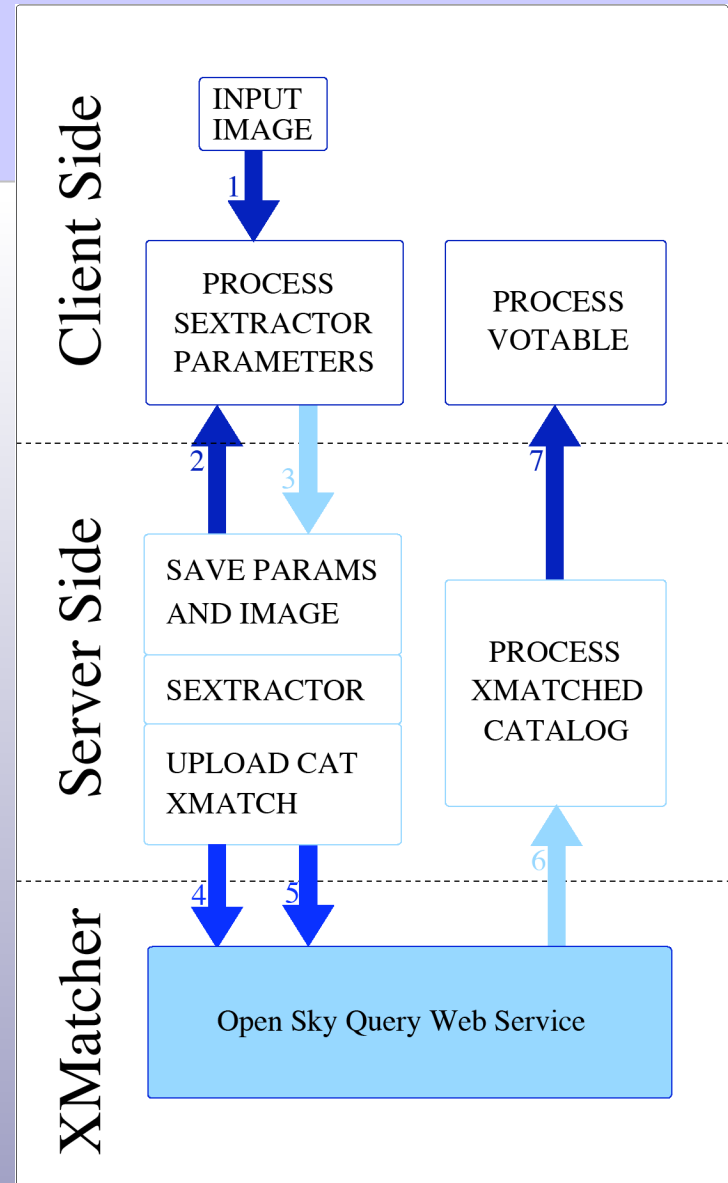 Client Side
INPUT
IMAGE
1
PROCESS
SEXTRACTOR
PARAMETERS
PROCESS
VOTABLE
2
3
7
Server Side
SAVE PARAMS
AND IMAGE
SEXTRACTOR
UPLOAD CAT
XMATCH
PROCESS
XMATCHED
CATALOG
4
5
6
XMatcher
Open Sky Query Web Service